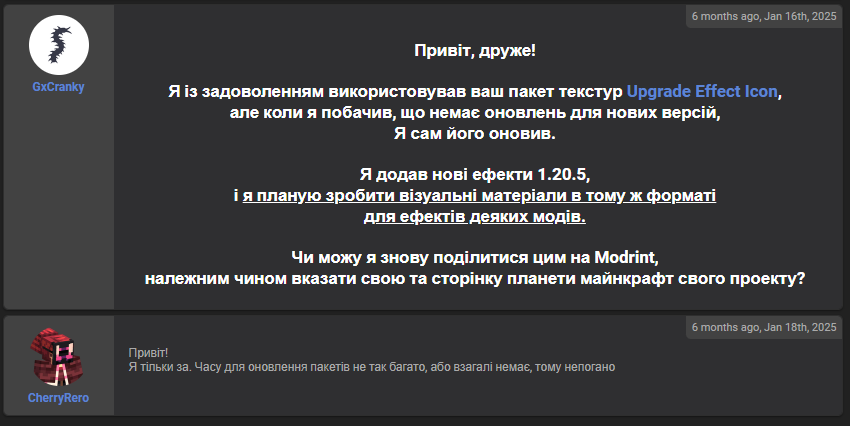 6 months ago, Jan 16th, 2025
GxCranky
Привіт, друже!
Я із задоволенням використовував ваш пакет текстур Upgrade Effect Icon,
але коли я побачив, що немає оновлень для нових версій,
Я сам його оновив.
Я додав нові ефекти 1.20.5,
і я планую зробити візуальні матеріали в тому ж форматі
для ефектів деяких модів.
Чи можу я знову поділитися цим на Modrint,
належним чином вказати свою та сторінку планети майнкрафт свого проекту?
6 months ago, Jan 18th, 2025
CherryRero
Привіт!
Я тільки за. Часу для оновлення пакетів не так багато, або взагалі немає, тому непогано